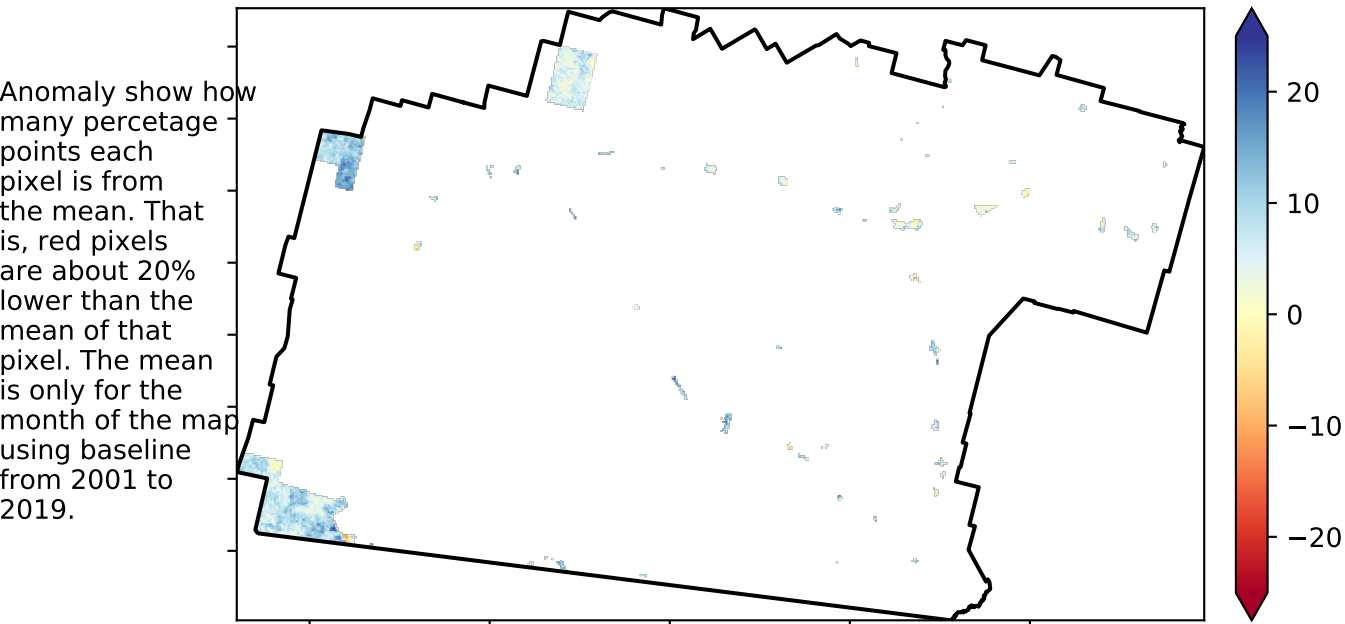 Anomaly show how
many percetage
points each
pixel is from
the mean. That
is, red pixels
are about 20%
lower than the
mean of that
pixel. The mean
is only for the
month of the map
using baseline
from 2001 to
2019.
20
10
0
−10
−20